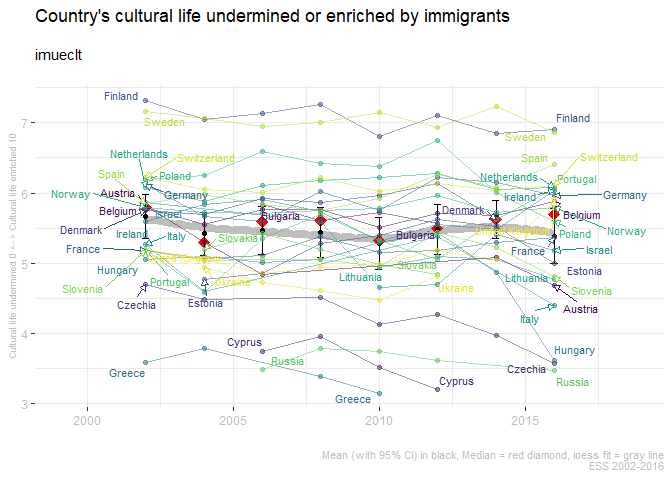 Country's cultural life undermined or enriched by immigrants
imueclt
Cultural life undermined 0 - > Cultural life enriched 10
7
6
5
4
3
2000
2005
2010
2015
Finland
Sweden
Netherlands
Switzerland
Spain
Poland
Norway
Austria
Germany
Belgium
Israel
Denmark
Ireland
Italy
France
Hungary
Slovenia
Portugal
Czechia
Estonia
Greece
Bulgaria
Slovakia
Ukraine
Cyprus
Russia
Greece
Lithuania
Bulgaria
Slovakia
Denmark
Ukraine
Cyprus
Finland
Sweden
Spain
Switzerland
Netherlands
Portugal
Ireland
Germany
Belgium
Poland
Norway
France
Israel
Lithuania
Estonia
Slovenia
Austria
Italy
Hungary
Czechia
Russia
Mean (with 95% CI) in black, Median = red diamond, loess fit = gray line
ESS 2002-2016